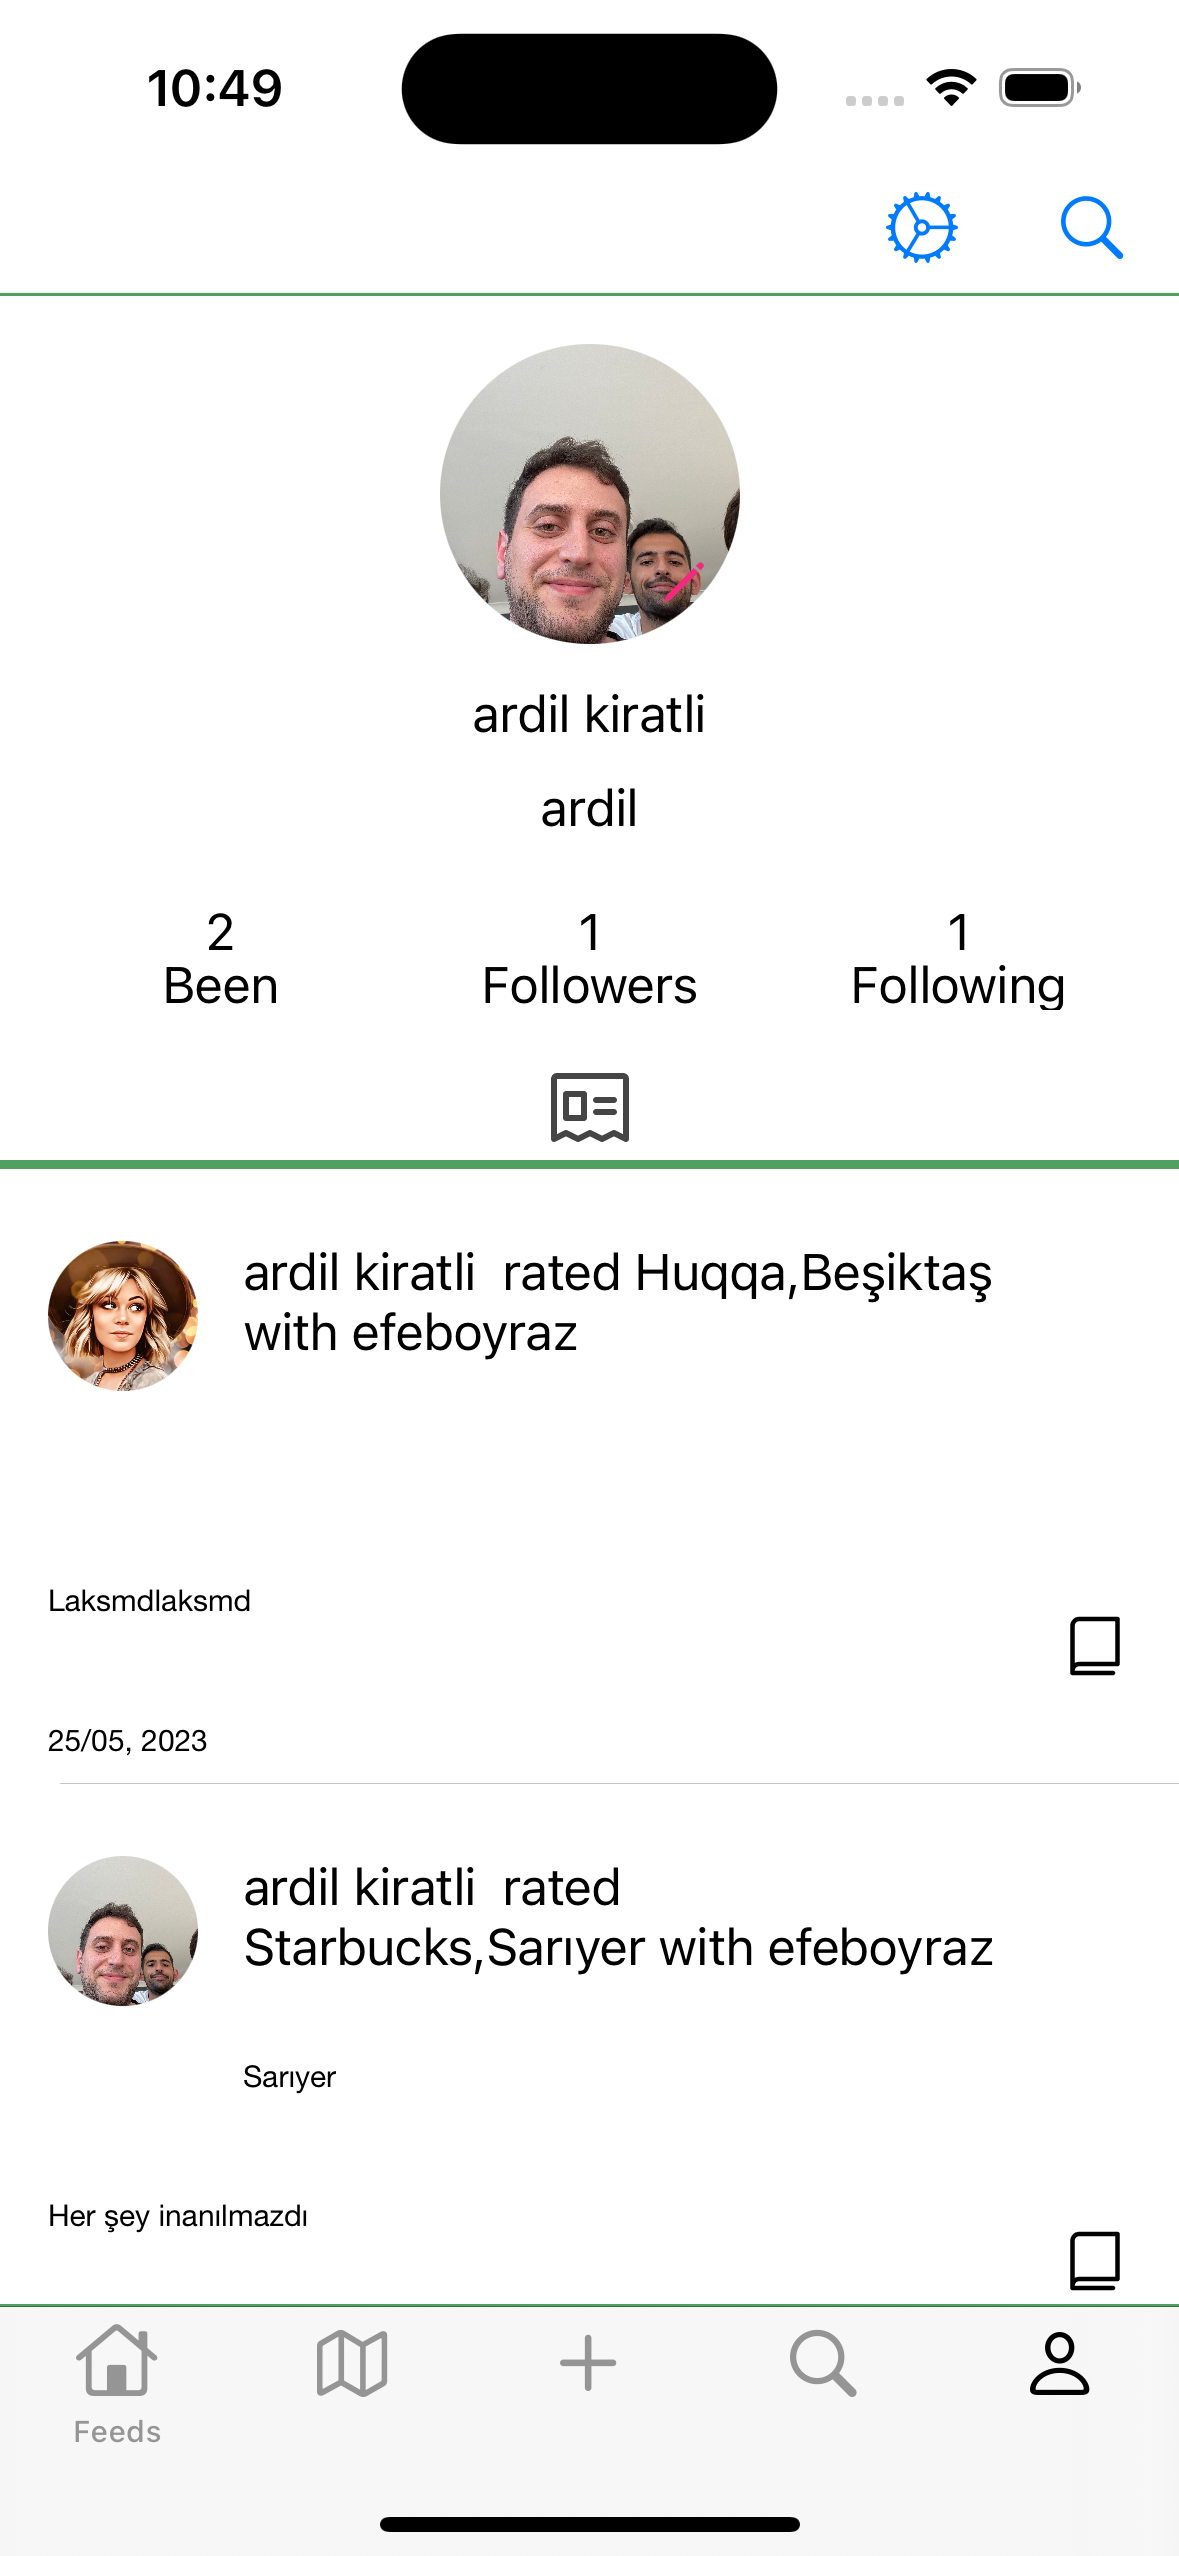 10:49
ardil kiratli
ardil
2 1 1
Been Followers Following
ardil kiratli  rated Huqqa,Beşiktaş
with efeboyraz
Laksmdlaksmd
25/05, 2023
ardil kiratli  rated
Starbucks,Sarıyer with efeboyraz
Sarıyer
Her şey inanılmazdı
Feeds